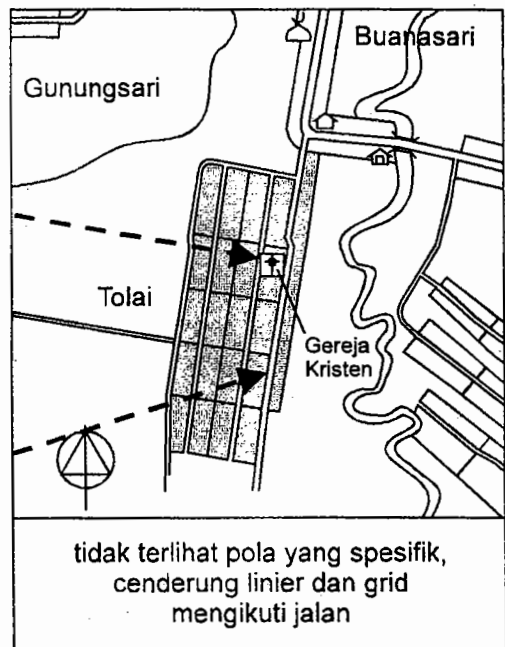 Buanasari
Gunungsari
Tolai
Gereja
Kristen
tidak terlihat pola yang spesifik,
cenderung linier dan grid
mengikuti jalan